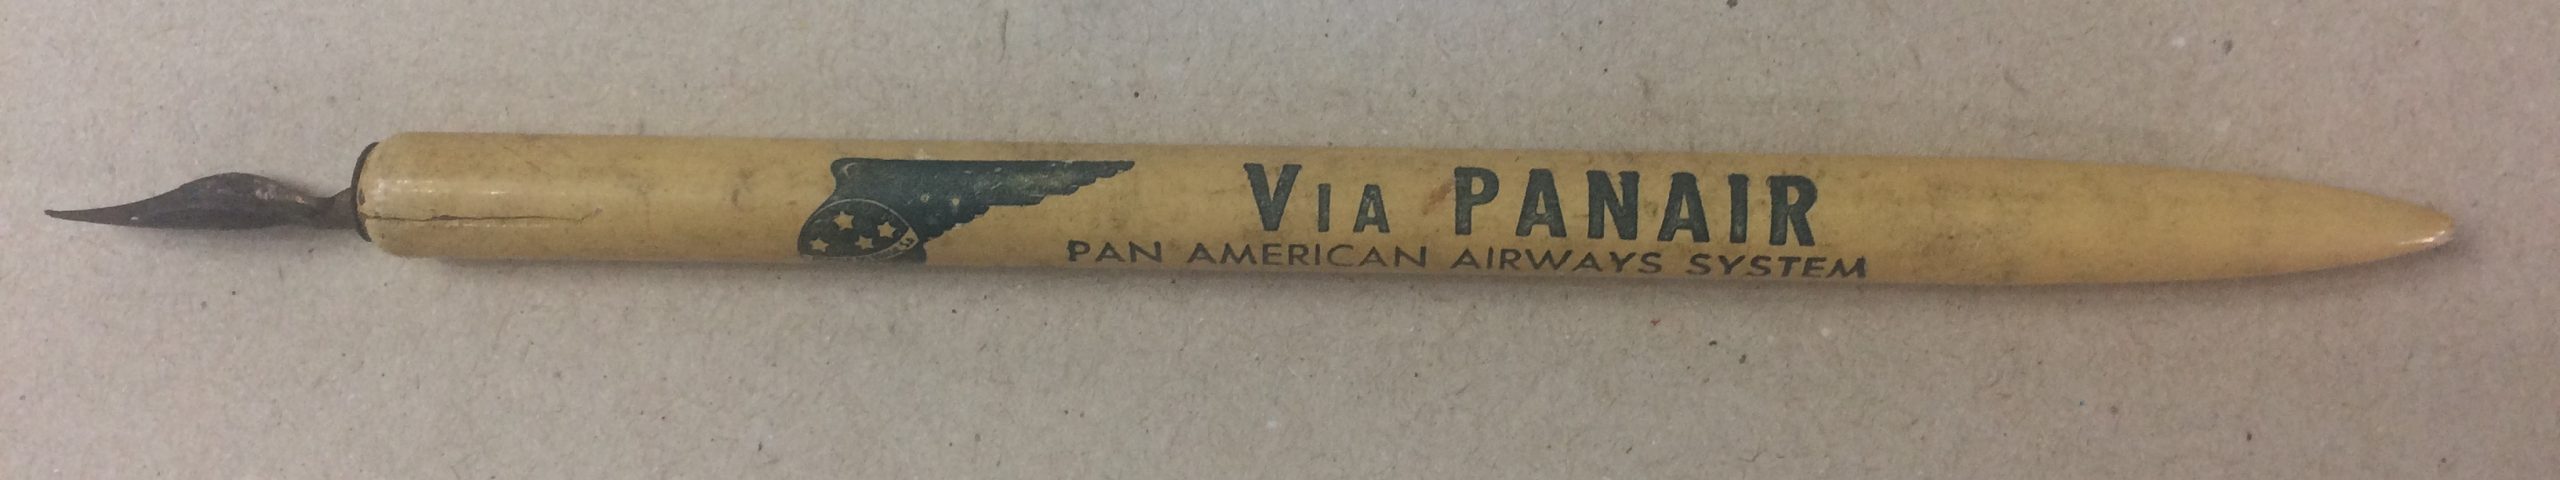 VIA PANAIR
PAN AMERICAN AIRWAYS SYSTEM